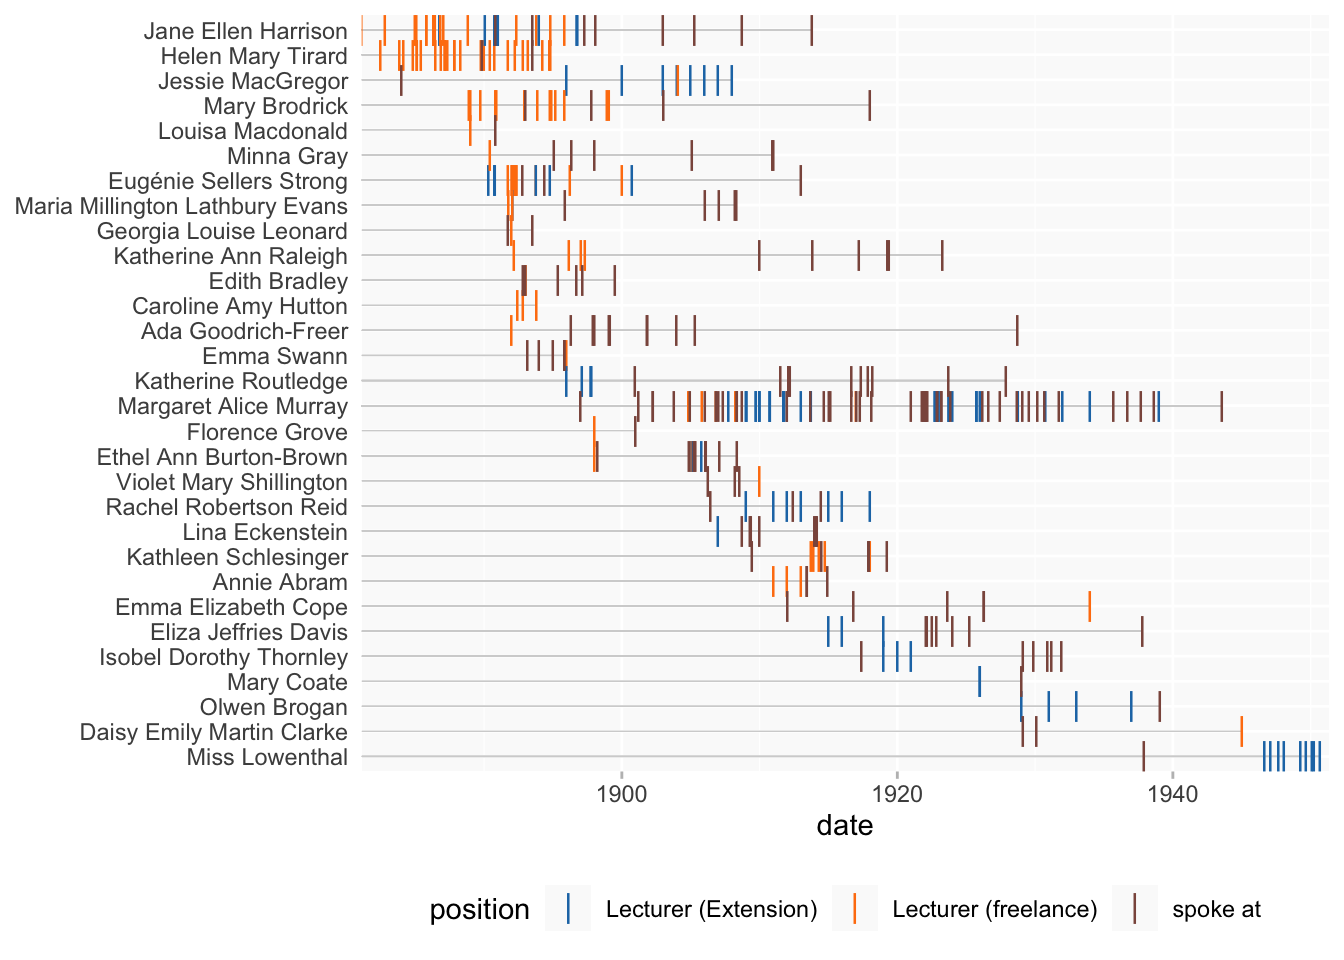 Jane Ellen Harrison
Helen Mary Tirard
Jessie MacGregor
Mary Brodrick
Louisa Macdonald
Minna Gray
Eugénie Sellers Strong
Maria Millington Lathbury Evans
Georgia Louise Leonard
Katherine Ann Raleigh
Edith Bradley
Caroline Amy Hutton
Ada Goodrich-Freer
Emma Swann
Katherine Routledge
Margaret Alice Murray
Florence Grove
Ethel Ann Burton-Brown
Violet Mary Shillington
Rachel Robertson Reid
Lina Eckenstein
Kathleen Schlesinger
Annie Abram
Emma Elizabeth Cope
Eliza Jeffries Davis
Isobel Dorothy Thornley
Mary Coate
Olwen Brogan
Daisy Emily Martin Clarke
Miss Lowenthal
1900 1920 1940
date
position Lecturer (Extension) Lecturer (freelance) spoke at